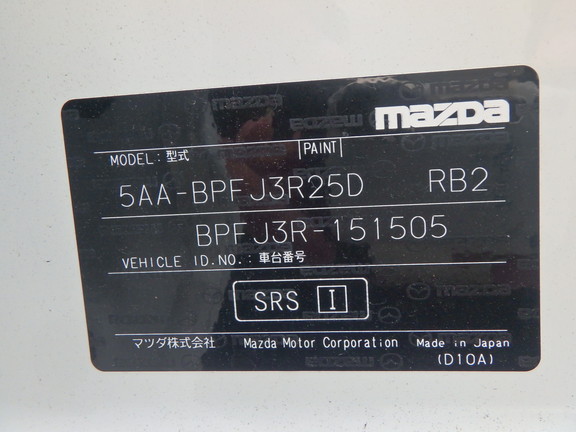 mazda
MODEL: 型式 PAINT
5AA-BPFJ3R25D RB2
BPFJ3R-151505
VEHICLE ID.NO.: 車台番号
SRS I
マツダ株式会社 Mazda Motor Corporation Made in Japan
(D10A)